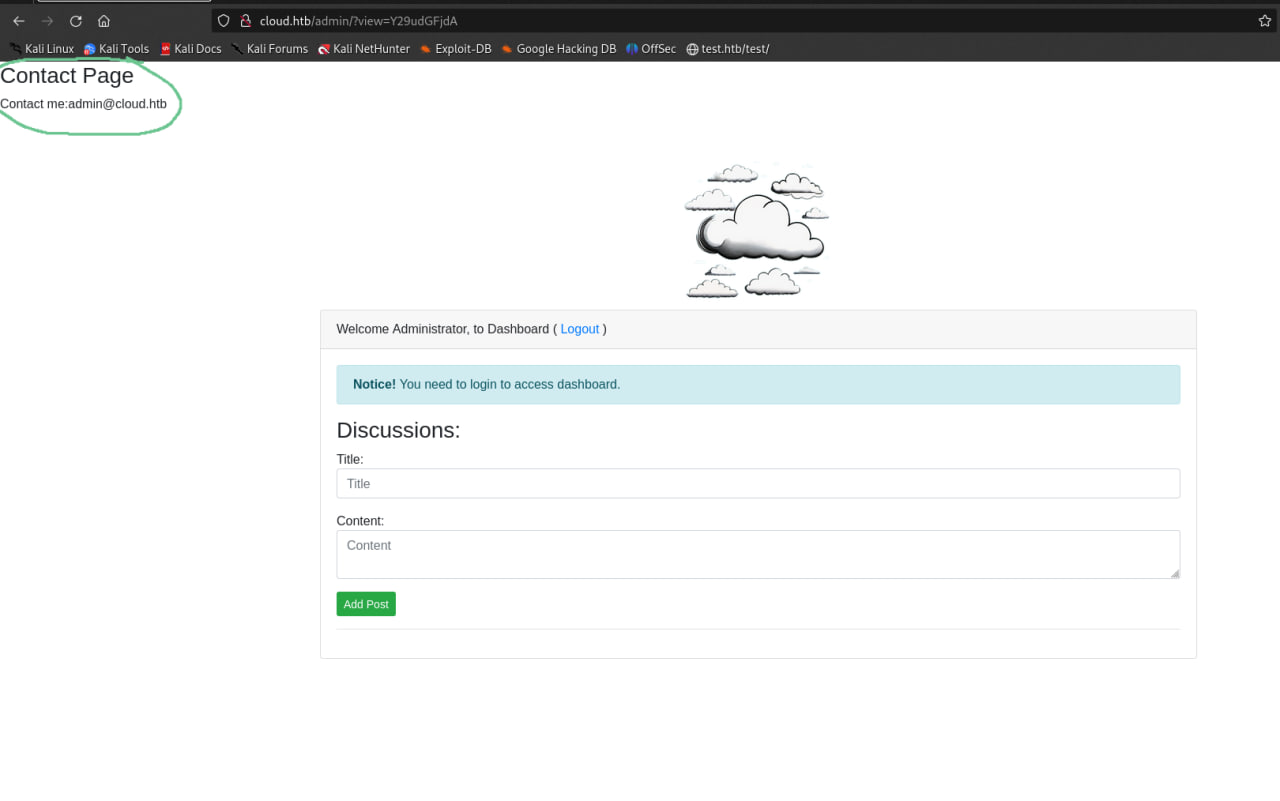 cloud.htb/admin/?view=Y29udGFjdA
Kali Linux Kali Tools Kali Docs Kali Forums Kali NetHunter Exploit-DB Google Hacking DB OffSec test.htb/test/
Contact Page
Contact me:admin@cloud.htb
Welcome Administrator, to Dashboard ( Logout )
Notice! You need to login to access dashboard.
Discussions:
Title:
Title
Content:
Content
Add Post